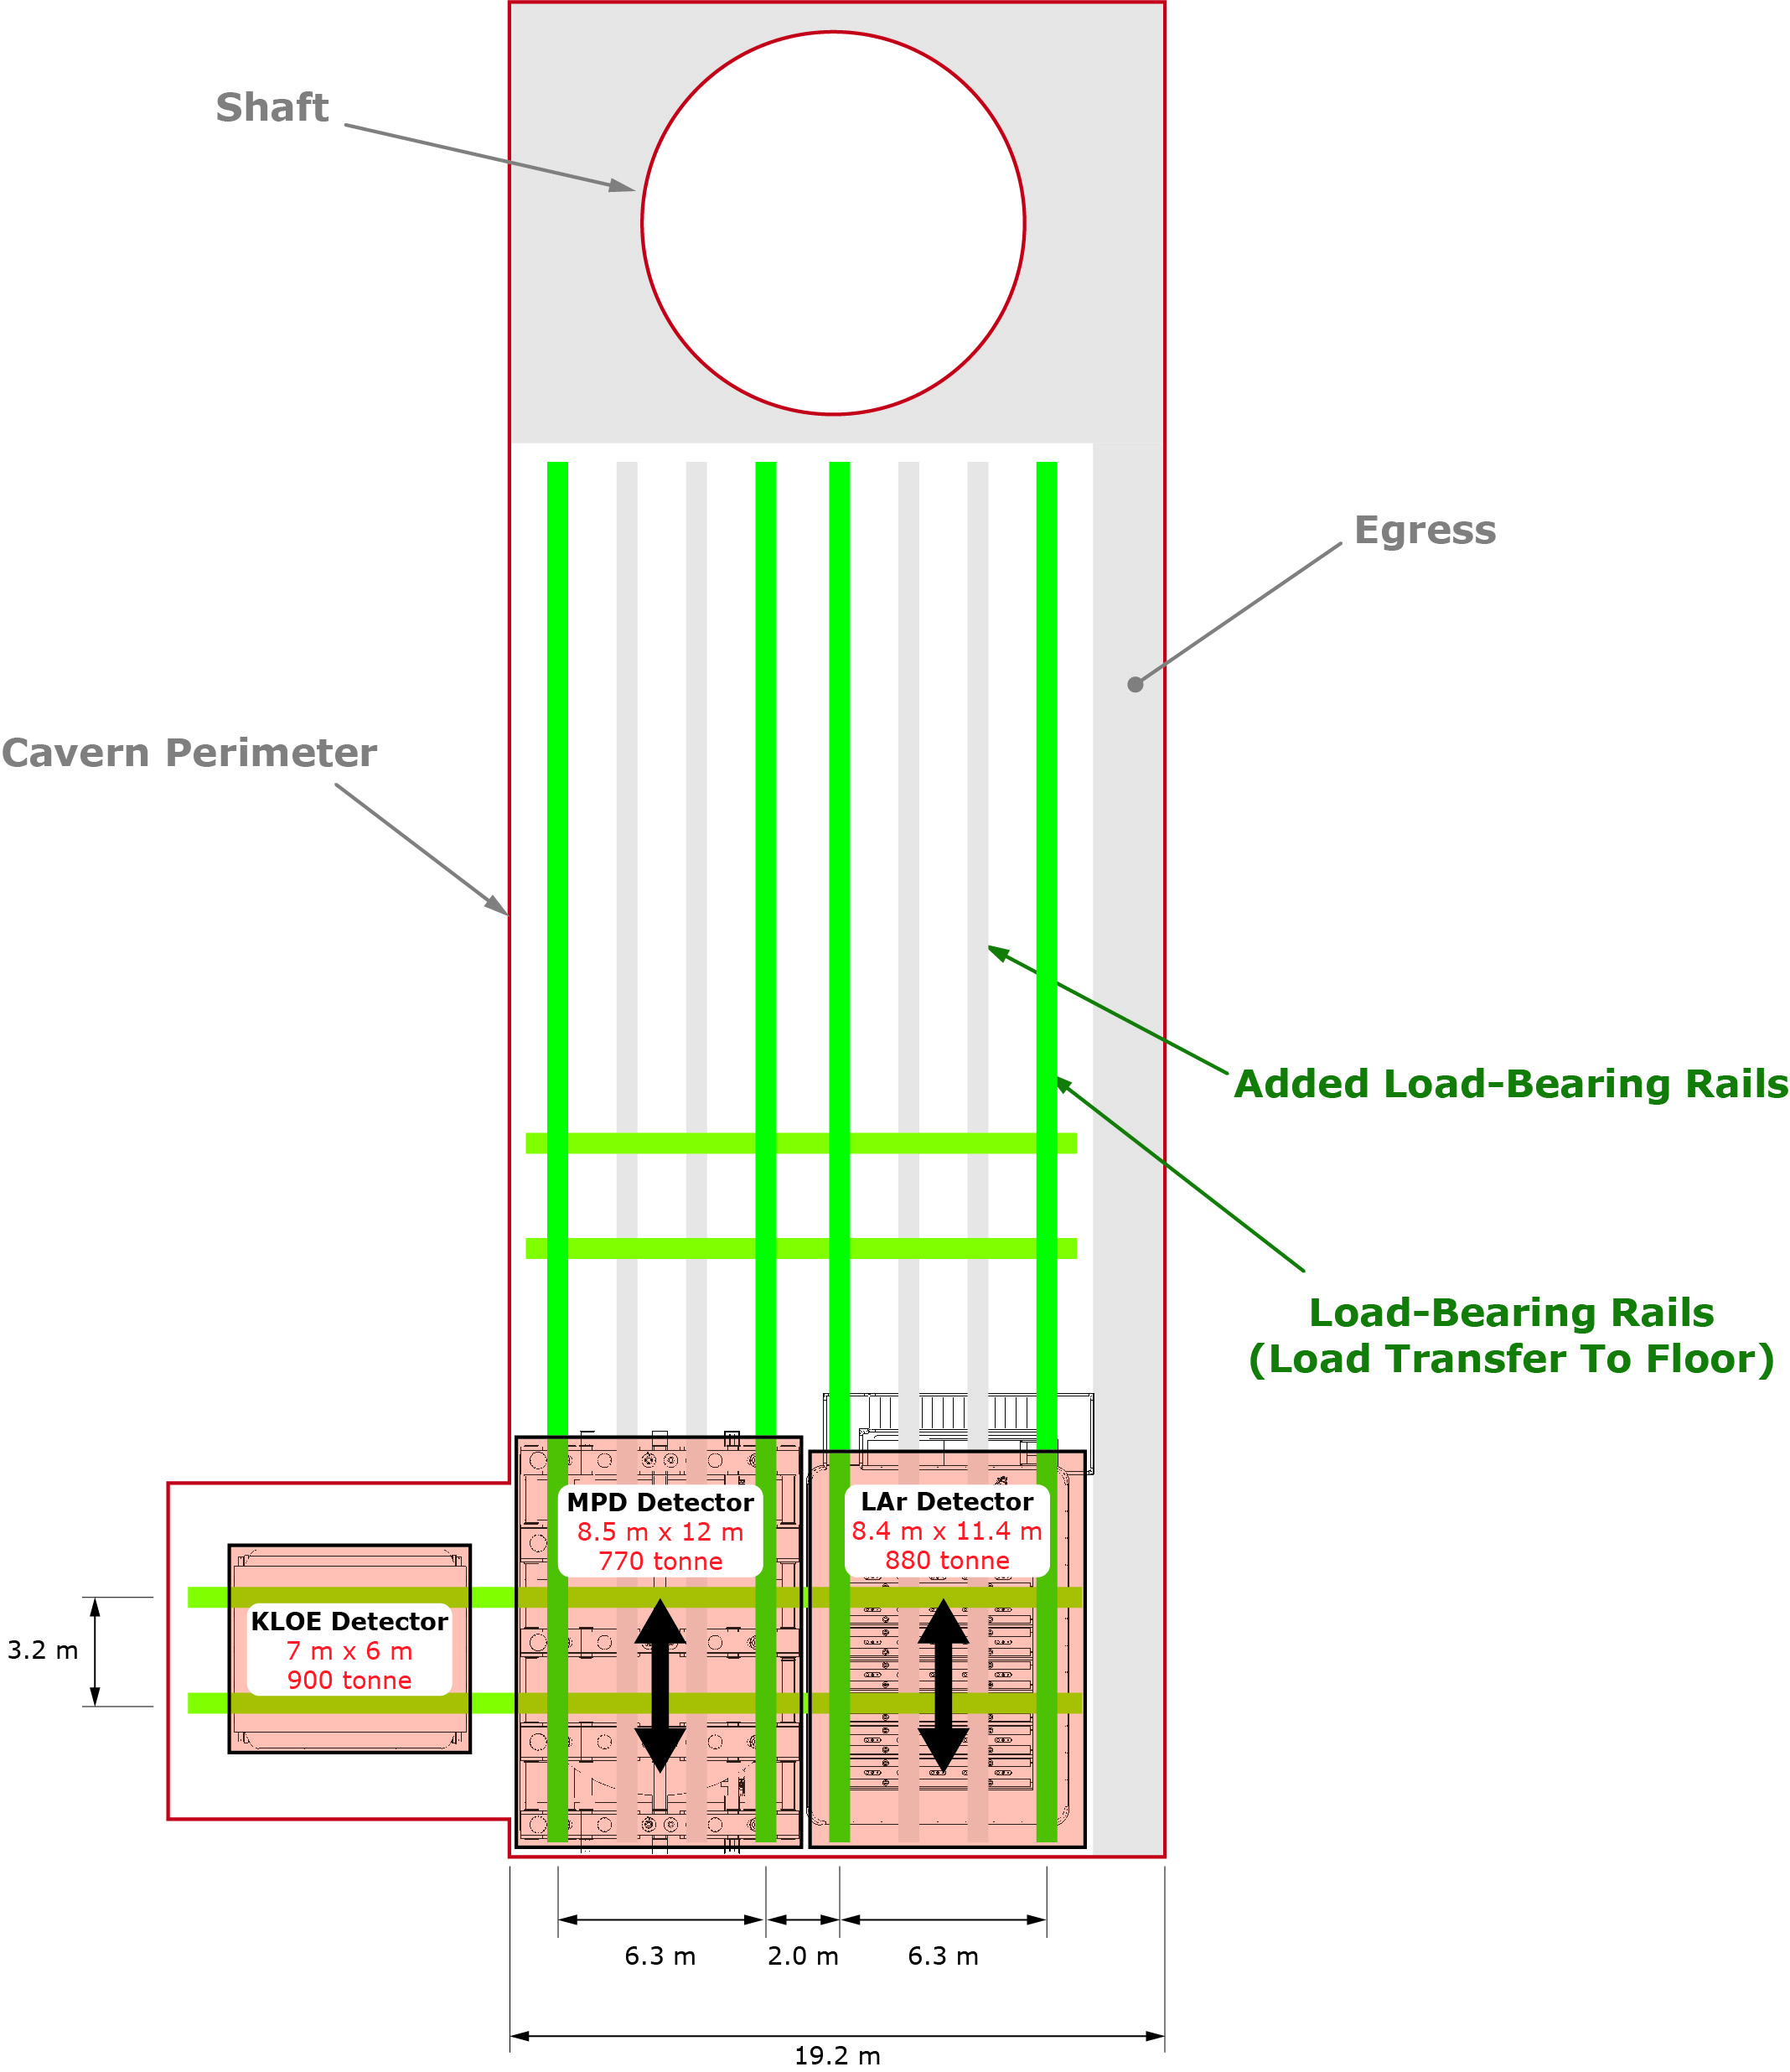 Shaft
Egress
Cavern Perimeter
Added Load-Bearing Rails
Load-Bearing Rails
(Load Transfer To Floor)
MPD Detector
8.5 m x 12 m
770 tonne
LAr Detector
8.4 m x 11.4 m
880 tonne
KLOE Detector
7 m x 6 m
900 tonne
3.2 m
6.3 m
2.0 m
6.3 m
19.2 m